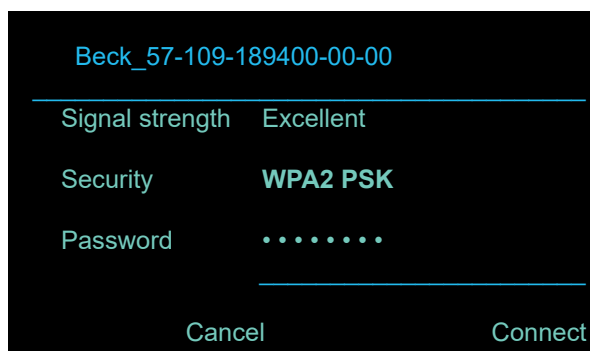 Beck_57-109-189400-00-00
Signal strength Excellent
Security WPA2 PSK
Password ••••••••
Cancel Connect